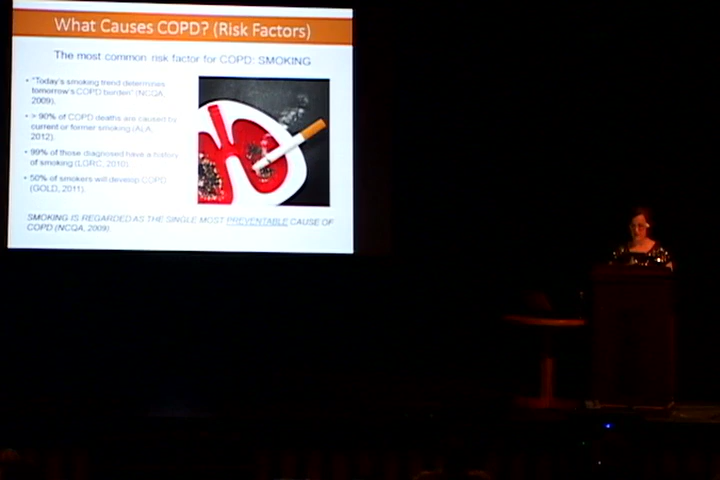 What Causes COPD? (Risk Factors)
The most common risk factor for COPD: SMOKING
• "Today's smoking trend determines
tomorrow's COPD burden" (NCQA,
2009).
• > 90% of COPD deaths are caused by
current or former smoking (ALA,
2012).
• 99% of those diagnosed have a history
of smoking (LGRC, 2010).
• 50% of smokers will develop COPD
(GOLD, 2011).
SMOKING IS REGARDED AS THE SINGLE MOST PREVENTABLE CAUSE OF
COPD (NCQA, 2009)